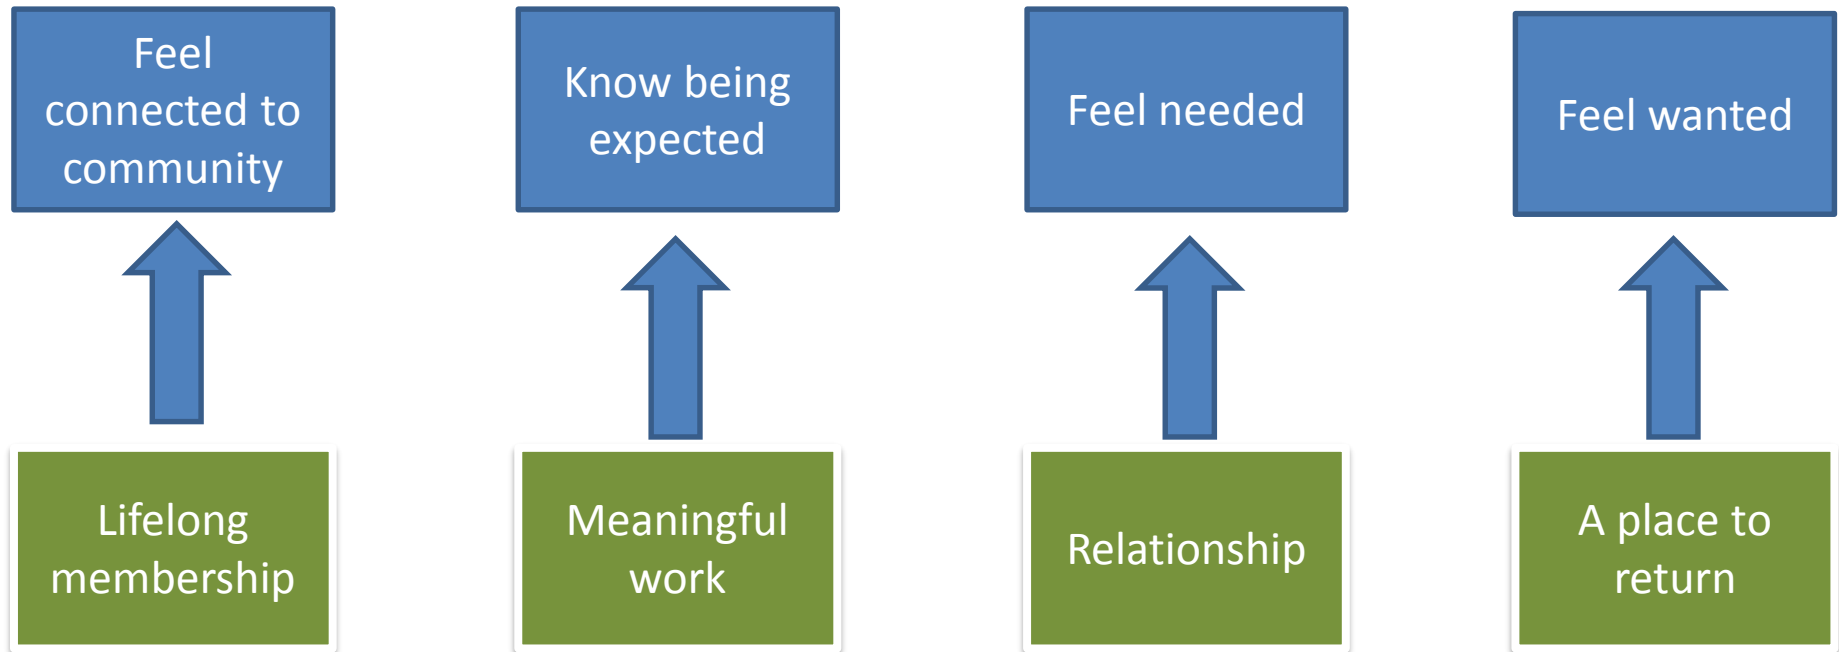 Feel
connected to
community
Know being
expected
Feel needed
Feel wanted
Lifelong
membership
Meaningful
work
Relationship
A place to
return